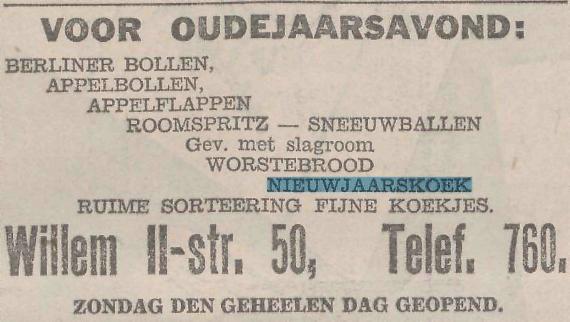 VOOR OUDEJAARSAVOND:
BERLINER BOLLEN,
APPELBOLLEN,
APPELFLAPPEN
ROOMSPRITZ — SNEEUWBALLEN
Gev. met slagroom
WORSTEBROOD
NIEUWJAARSKOEK
RUIME SORTEERING FIJNE KOEKJES.
Willem II-str. 50, Telef. 760.
ZONDAG DEN GEHEELEN DAG GEOPEND.